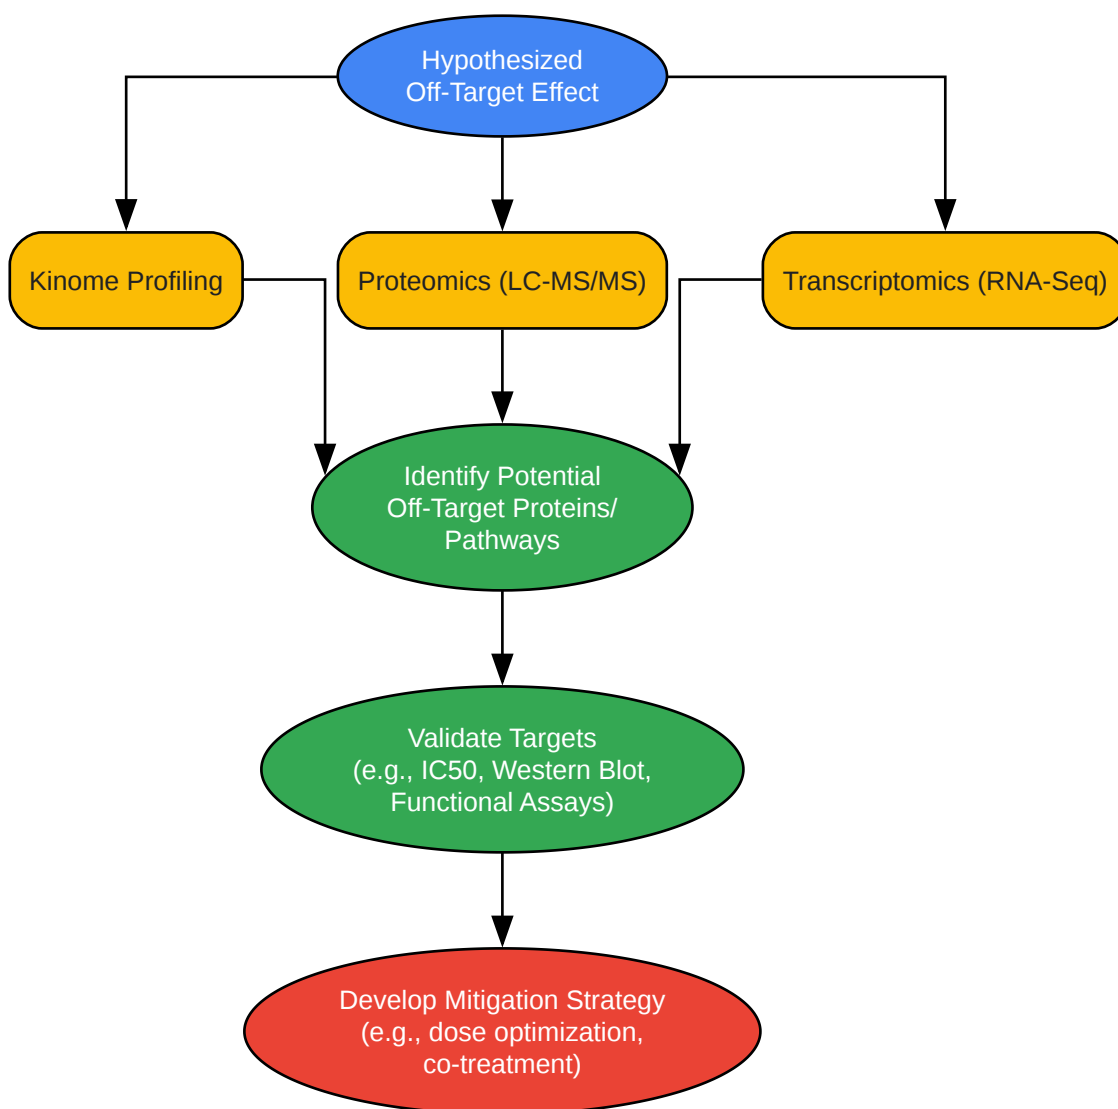 Hypothesized
Off-Target Effect
Kinome Profiling
Proteomics (LC-MS/MS)
Transcriptomics (RNA-Seq)
Identify Potential
Off-Target Proteins/
Pathways
Validate Targets
(e.g., IC50, Western Blot,
Functional Assays)
Develop Mitigation Strategy
(e.g., dose optimization,
co-treatment)